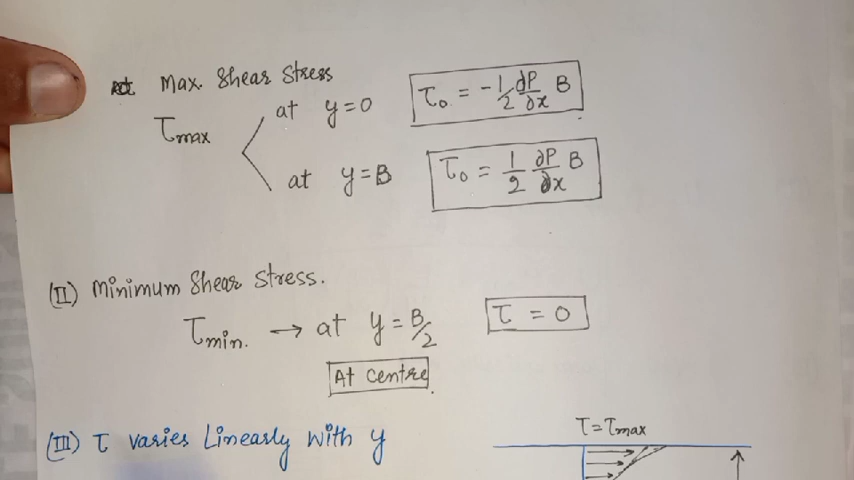 Max. Shear Stress
τmax
at y=0 τ₀ = -1/2 ∂P/∂x B
at y=B τ₀ = 1/2 ∂P/∂x B
(II) Minimum Shear Stress.
τmin. → at y = B/2 τ = 0
At centre.
(III) τ varies Linearly with y
τ=τmax